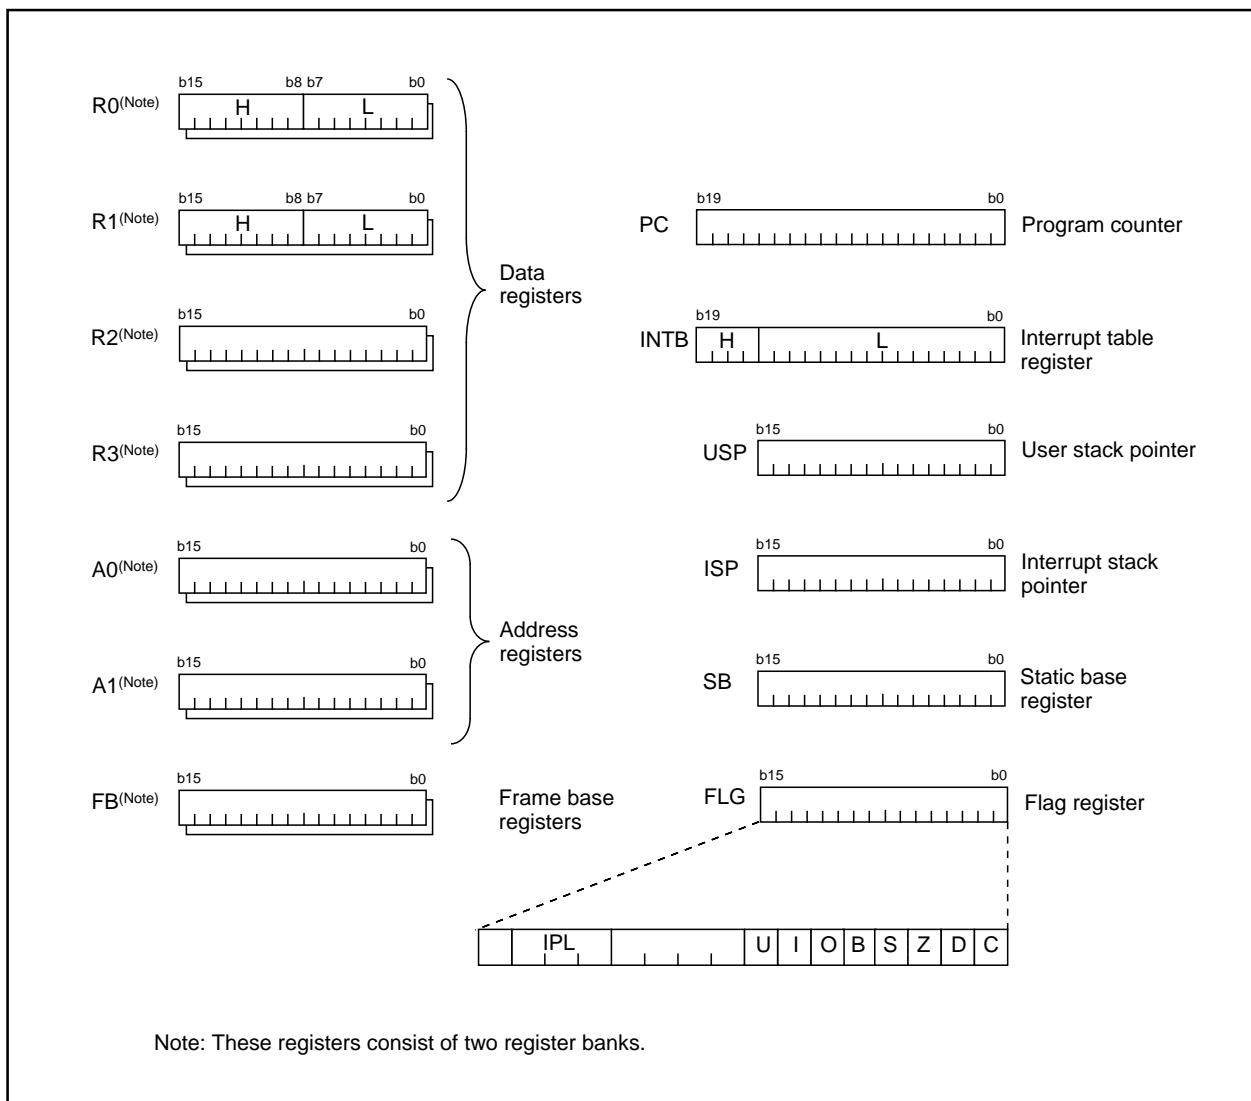 b15 b8 b7 b0
R0(Note) H L
b15 b8 b7 b0
R1(Note) H L
Data
registers
b15 b0
R2(Note)
b15 b0
R3(Note)
b15 b0
A0(Note)
Address
registers
b15 b0
A1(Note)
b15 b0
FB(Note)
Frame base
registers
b19 b0
PC Program counter
b19 b0
INTB H L Interrupt table
register
b15 b0
USP User stack pointer
b15 b0
ISP Interrupt stack
pointer
b15 b0
SB Static base
register
b15 b0
FLG Flag register
IPL U I O B S Z D C
Note: These registers consist of two register banks.